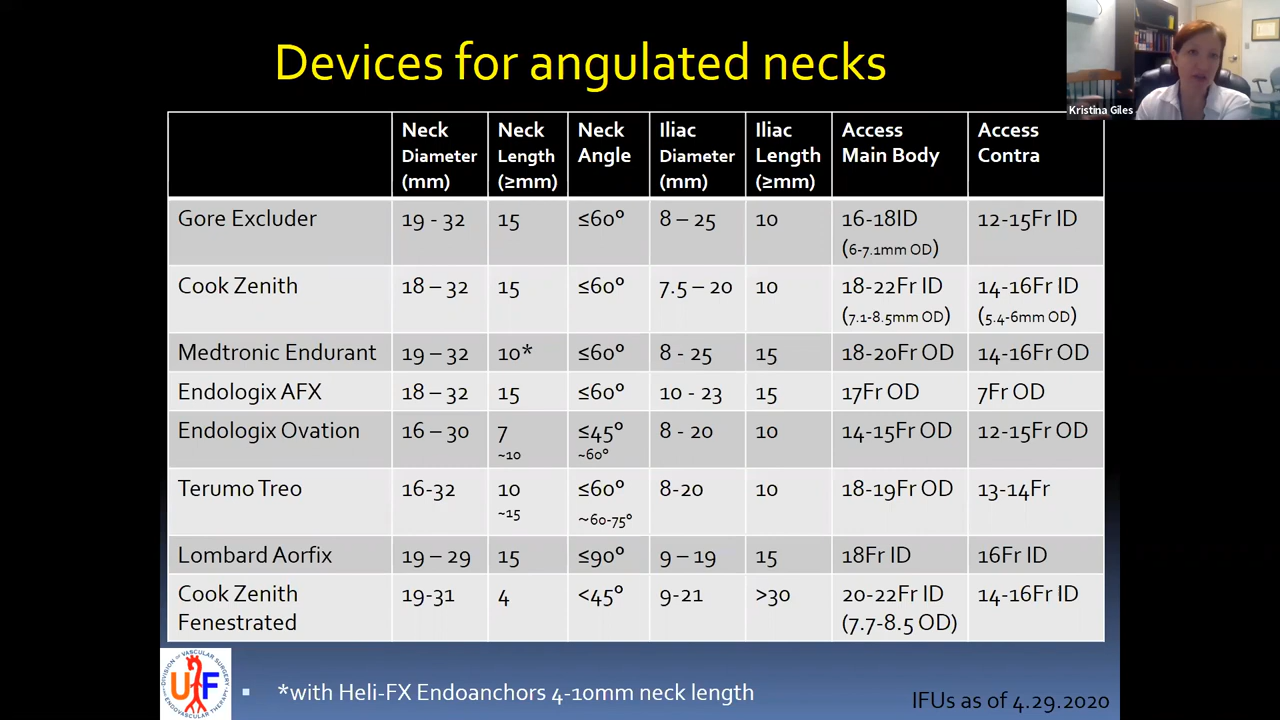 Devices for angulated necks
Kristina Giles
Neck Diameter (mm) Neck Length (≥mm) Neck Angle Iliac Diameter (mm) Iliac Length (≥mm) Access Main Body Access Contra
Gore Excluder 19 - 32 15 ≤60° 8 – 25 10 16-18ID 12-15Fr ID
(6-7.1mm OD)
Cook Zenith 18 – 32 15 ≤60° 7.5 – 20 10 18-22Fr ID 14-16Fr ID
(7.1-8.5mm OD) (5.4-6mm OD)
Medtronic Endurant 19 – 32 10* ≤60° 8 - 25 15 18-20Fr OD 14-16Fr OD
Endologix AFX 18 – 32 15 ≤60° 10 - 23 15 17Fr OD 7Fr OD
Endologix Ovation 16 – 30 7 ≤45° 8 - 20 10 14-15Fr OD 12-15Fr OD
~10 ~60°
Terumo Treo 16-32 10 ≤60° 8-20 10 18-19Fr OD 13-14Fr
~15 ~60-75°
Lombard Aorfix 19 – 29 15 ≤90° 9 – 19 15 18Fr ID 16Fr ID
Cook Zenith 19-31 4 <45° 9-21 >30 20-22Fr ID 14-16Fr ID
Fenestrated (7.7-8.5 OD)
DIVISION OF VASCULAR SURGERY
UF
ENDOVASCULAR THERAPY
*with Heli-FX Endoanchors 4-10mm neck length
IFUs as of 4.29.2020